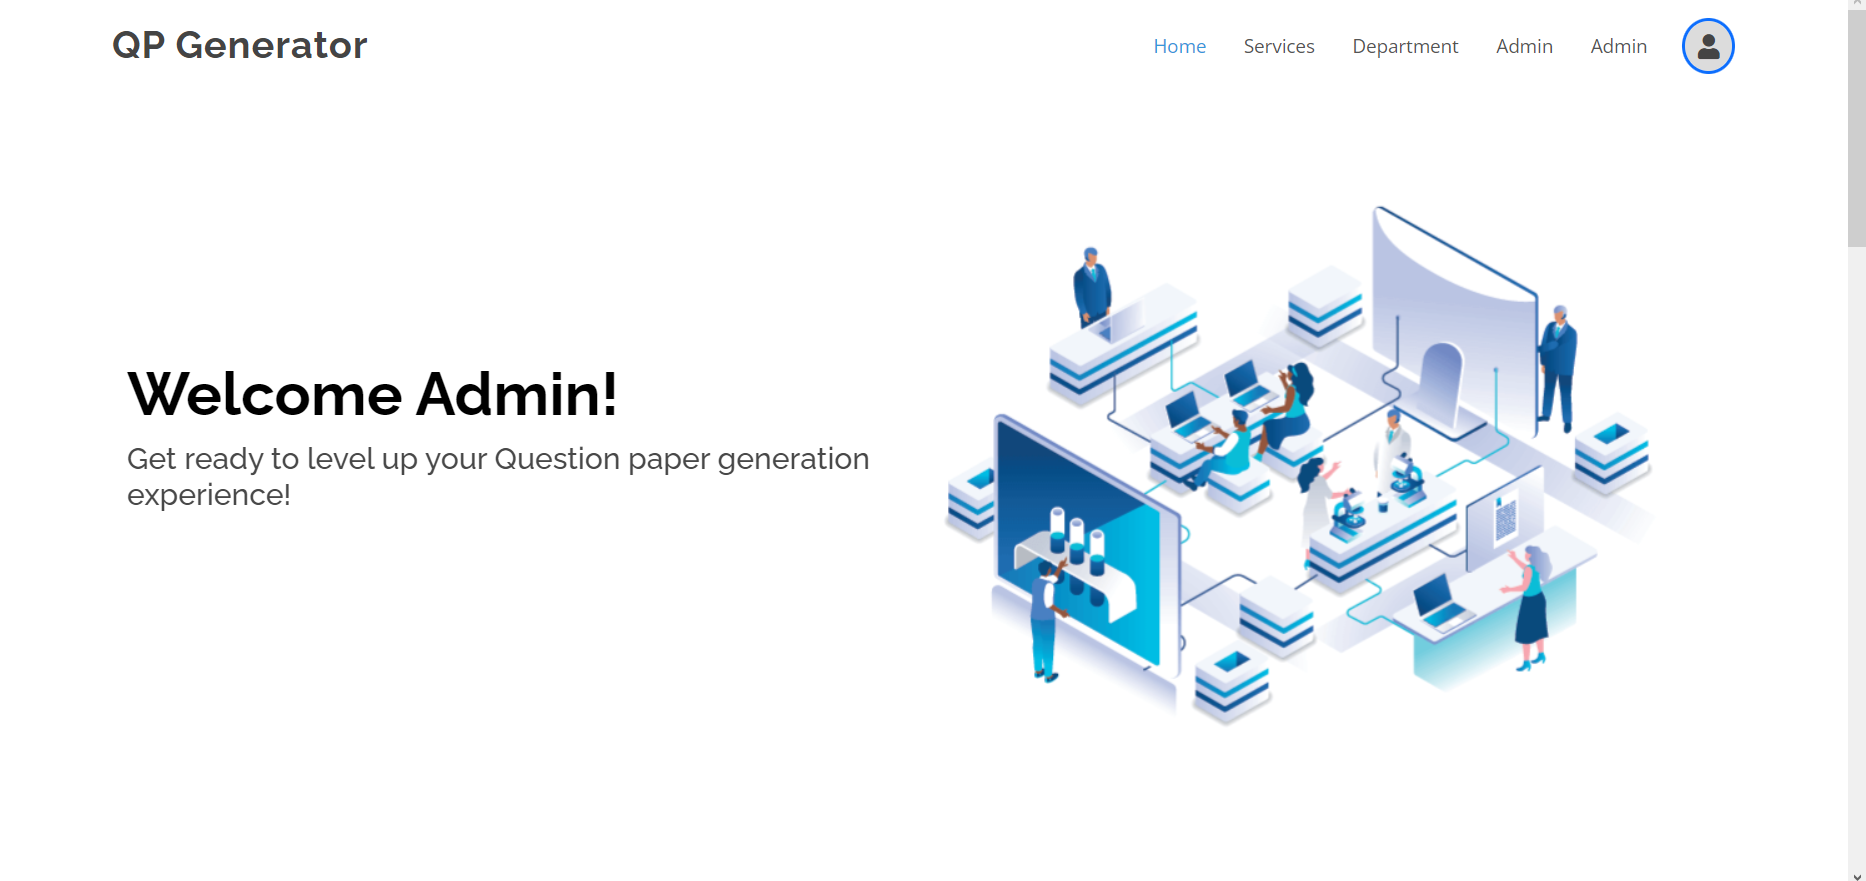 QP Generator
Home Services Department Admin Admin
Welcome Admin!
Get ready to level up your Question paper generation
experience!